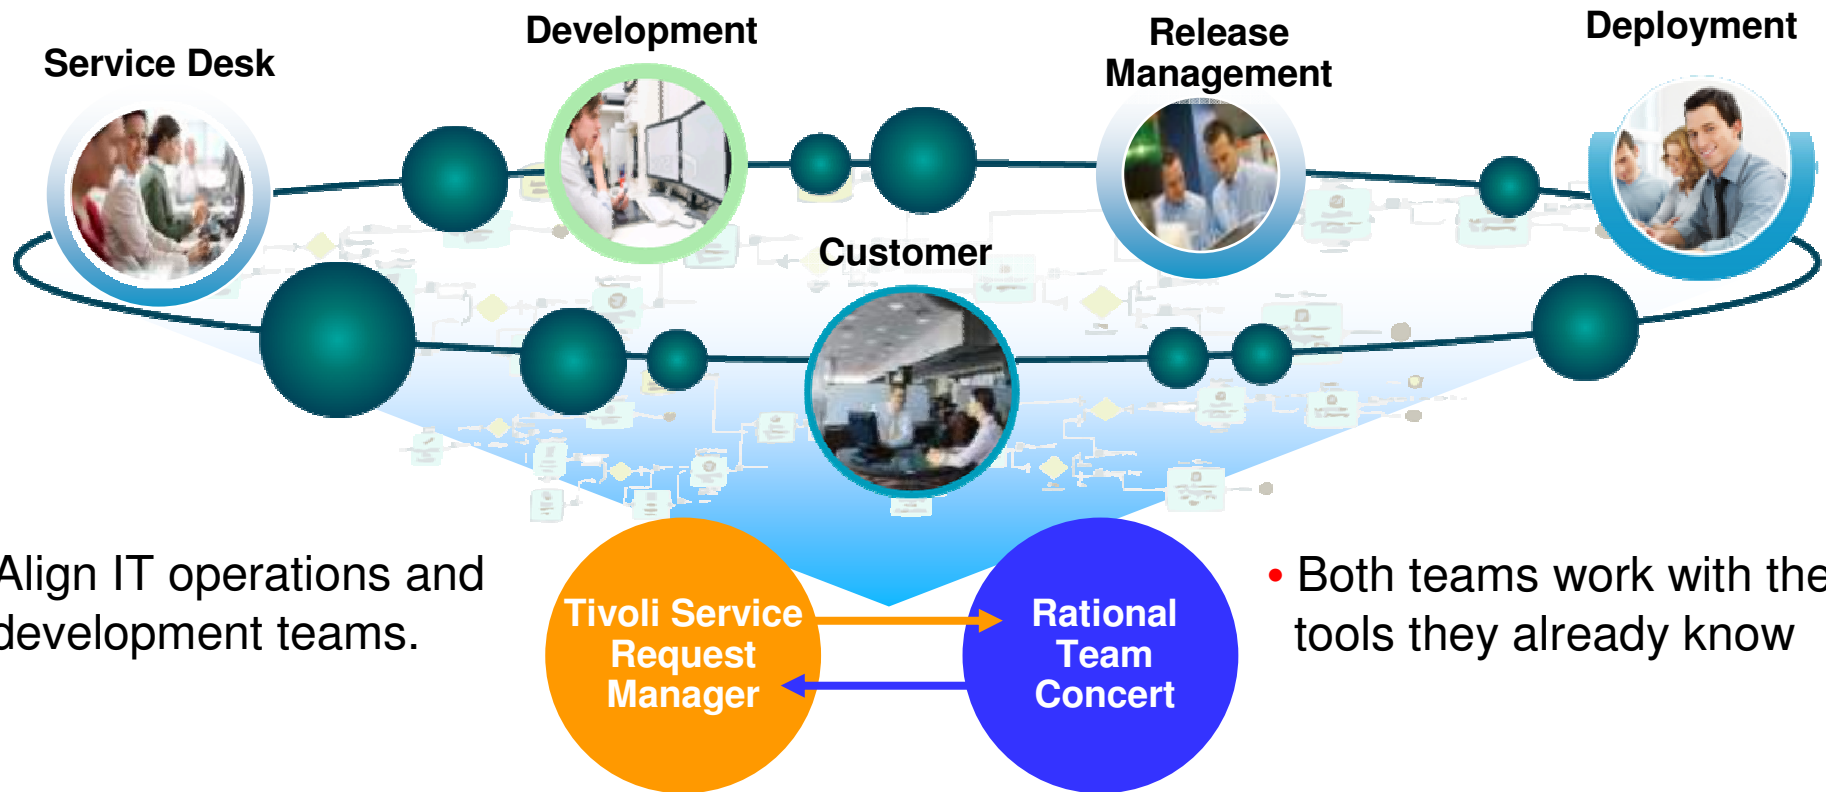 Service Desk
Development
Release
Management
Deployment
Customer
Align IT operations and
development teams.
Tivoli Service
Request
Manager
Rational
Team
Concert
• Both teams work with the
tools they already know